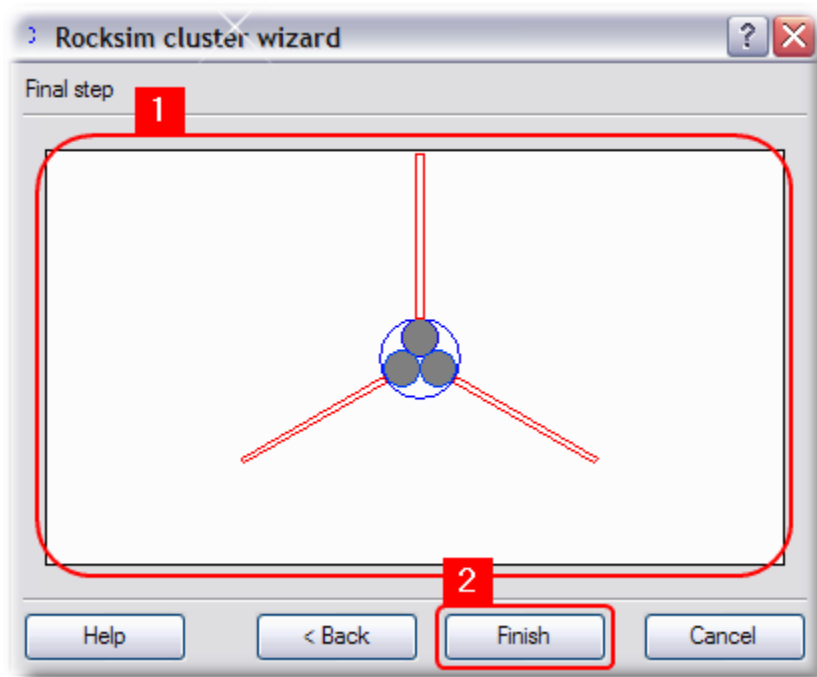 Rocksim cluster wizard
?
Final step
1
2
Help
< Back
Finish
Cancel